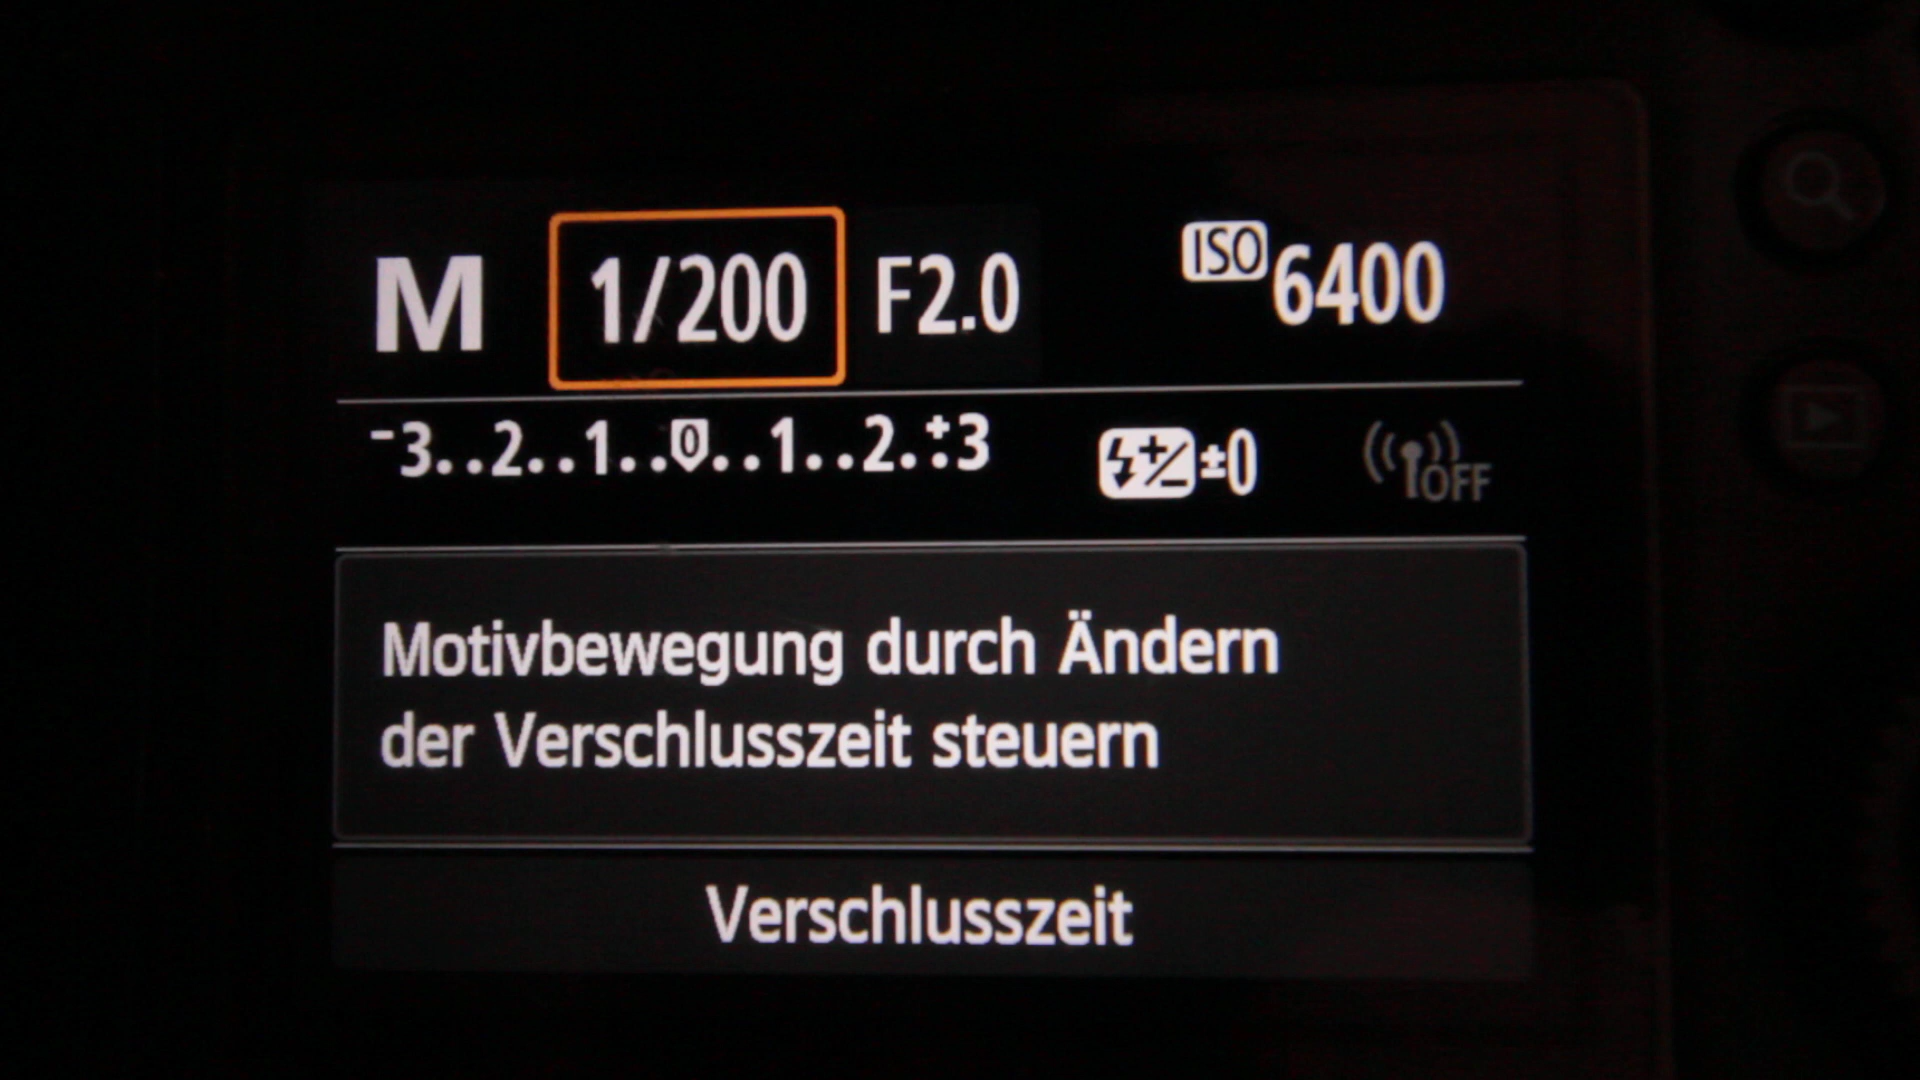 M 1/200 F2.0 ISO 6400
-3..2..1..0..1..2.+3 ±0 OFF
Motivbewegung durch Ändern
der Verschlusszeit steuern
Verschlusszeit